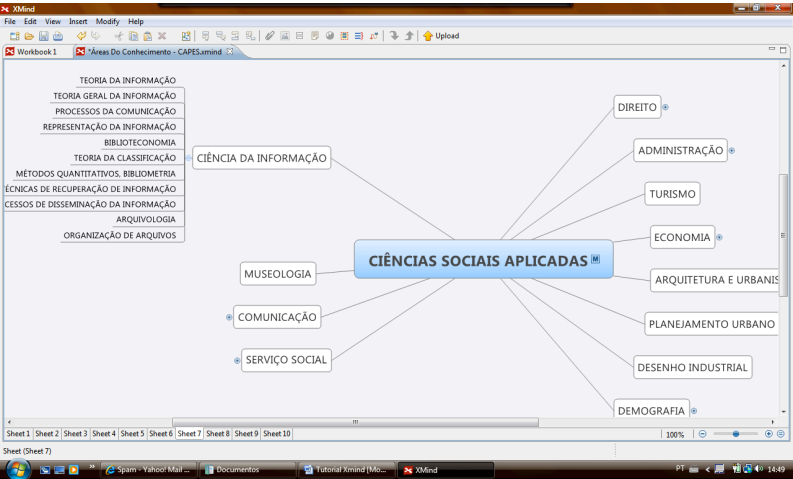 XMind
File Edit View Insert Modify Help
Upload
Workbook 1
*Áreas Do Conhecimento - CAPES.xmind
TEORIA DA INFORMAÇÃO
TEORIA GERAL DA INFORMAÇÃO
PROCESSOS DA COMUNICAÇÃO
REPRESENTAÇÃO DA INFORMAÇÃO
BIBLIOTECONOMIA
TEORIA DA CLASSIFICAÇÃO
MÉTODOS QUANTITATIVOS, BIBLIOMETRIA
ÉCNICAS DE RECUPERAÇÃO DE INFORMAÇÃO
CESSOS DE DISSEMINAÇÃO DA INFORMAÇÃO
ARQUIVOLOGIA
ORGANIZAÇÃO DE ARQUIVOS
CIÊNCIA DA INFORMAÇÃO
MUSEOLOGIA
COMUNICAÇÃO
SERVIÇO SOCIAL
CIÊNCIAS SOCIAIS APLICADAS M
DIREITO
ADMINISTRAÇÃO
TURISMO
ECONOMIA
ARQUITETURA E URBANIS
PLANEJAMENTO URBANO
DESENHO INDUSTRIAL
DEMOGRAFIA
Sheet 1 Sheet 2 Sheet 3 Sheet 4 Sheet 5 Sheet 6 Sheet 7 Sheet 8 Sheet 9 Sheet 10
100%
Sheet (Sheet 7)
Spam - Yahoo! Mail ...
Documentos
Tutorial Xmind [Mo...
XMind
PT
14:49